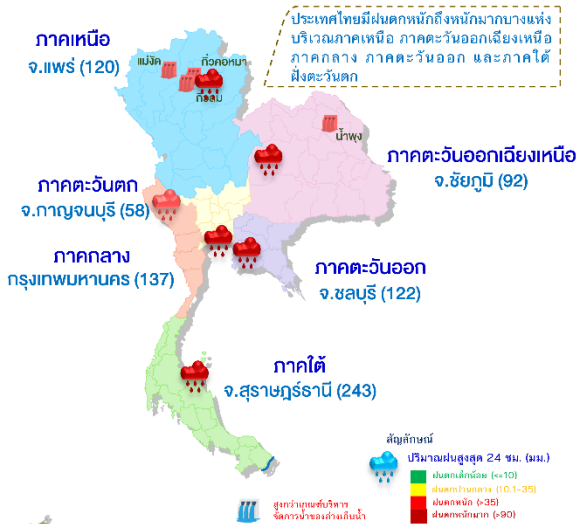 ประเทศไทยมีฝนตกหนักถึงหนักมากบางแห่ง
บริเวณภาคเหนือ ภาคตะวันออกเฉียงเหนือ
ภาคกลาง ภาคตะวันออก และภาคใต้
ฝั่งตะวันตก
ภาคเหนือ
จ.แพร่ (120)
แม่งัด
กิ่วคอหมา
กิ่วลม
น้ำพุง
ภาคตะวันออกเฉียงเหนือ
จ.ชัยภูมิ (92)
ภาคตะวันตก
จ.กาญจนบุรี (58)
ภาคกลาง
กรุงเทพมหานคร (137)
ภาคตะวันออก
จ.ชลบุรี (122)
ภาคใต้
จ.สุราษฎร์ธานี (243)
สัญลักษณ์
ปริมาณฝนสูงสุด 24 ชม. (มม.)
ฝนตกเล็กน้อย (<=10)
ฝนตกปานกลาง (10.1-35)
ฝนตกหนัก (>35)
ฝนตกหนักมาก (>90)
สูงกว่าเกณฑ์บริหาร
จัดการน้ำของอ่างเก็บน้ำ